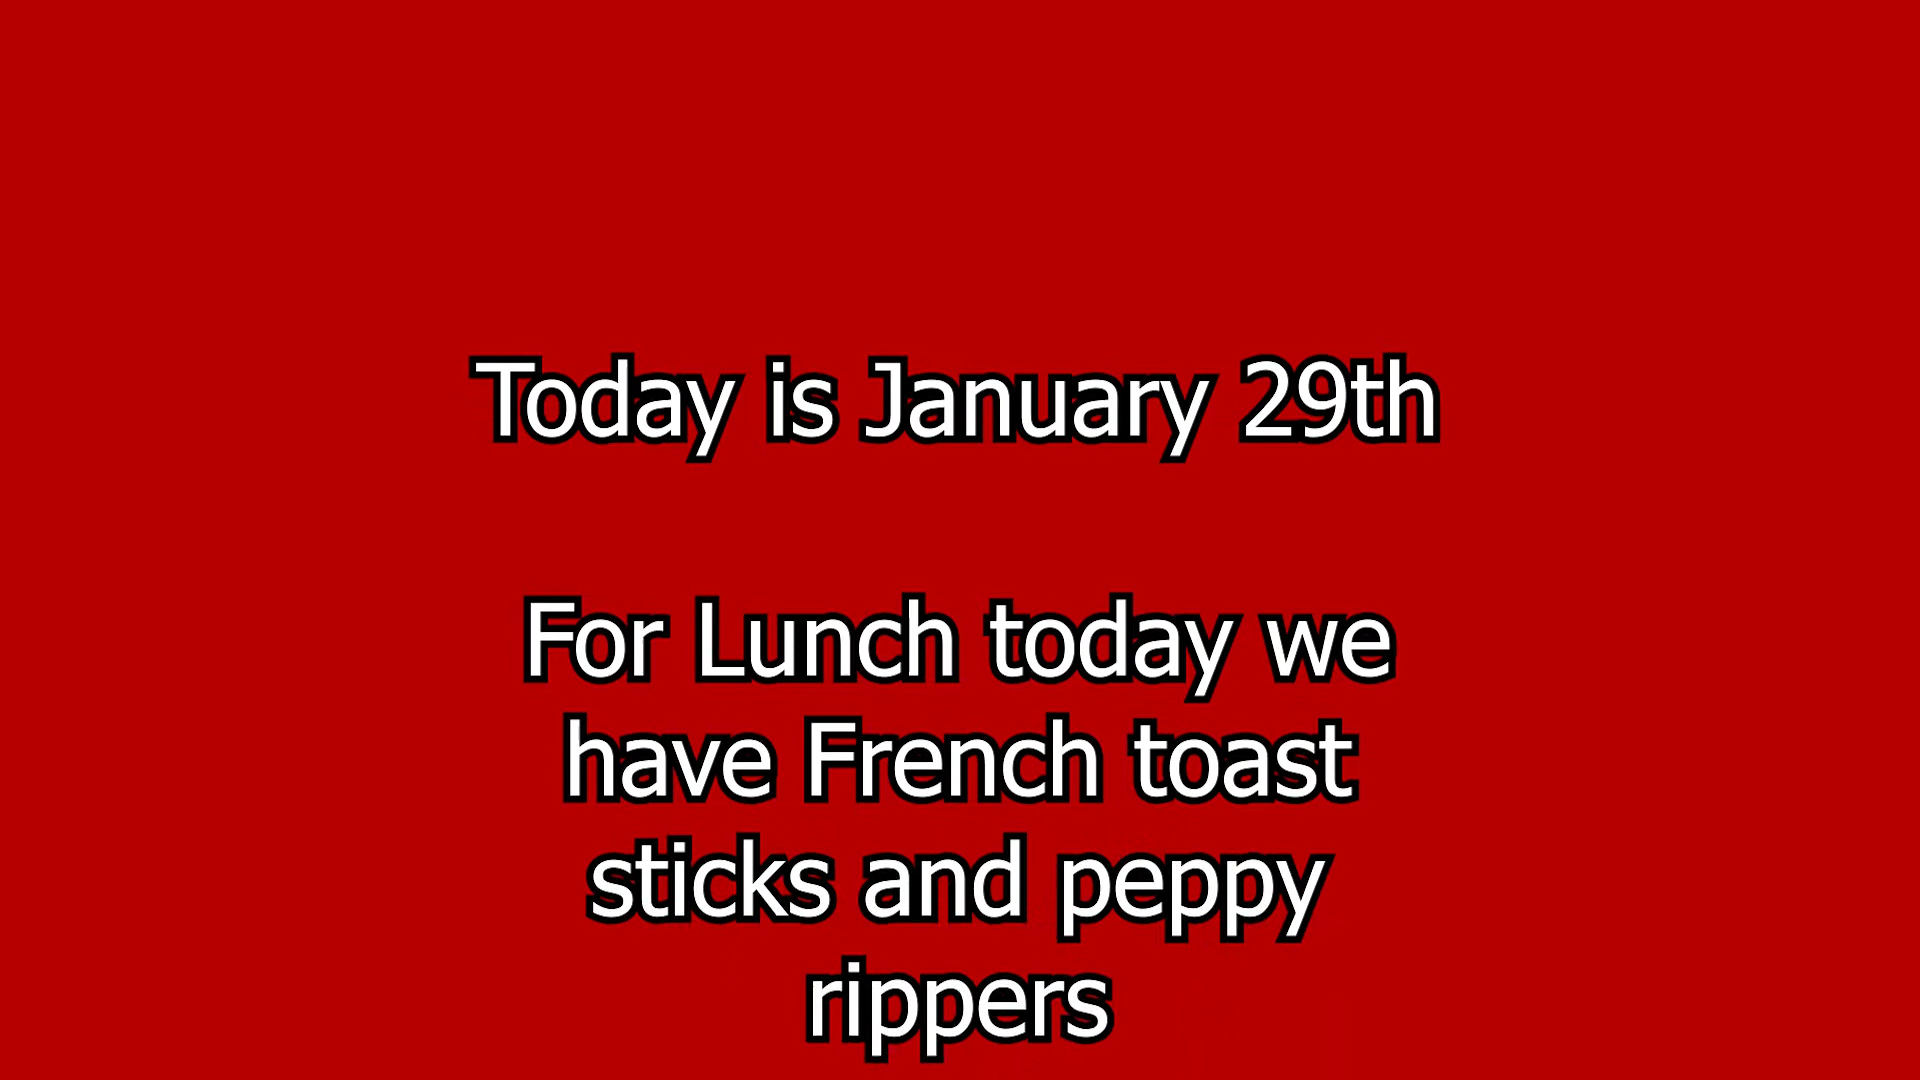 Today is January 29th
For Lunch today we
have French toast
sticks and peppy
rippers